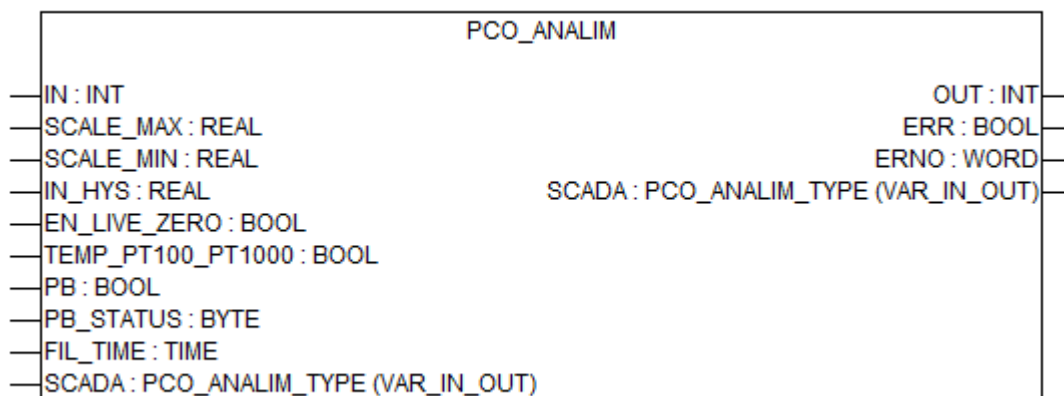 PCO_ANALIM
IN : INT OUT : INT
SCALE_MAX : REAL ERR : BOOL
SCALE_MIN : REAL ERNO : WORD
IN_HYS : REAL SCADA : PCO_ANALIM_TYPE (VAR_IN_OUT)
EN_LIVE_ZERO : BOOL
TEMP_PT100_PT1000 : BOOL
PB : BOOL
PB_STATUS : BYTE
FIL_TIME : TIME
SCADA : PCO_ANALIM_TYPE (VAR_IN_OUT)